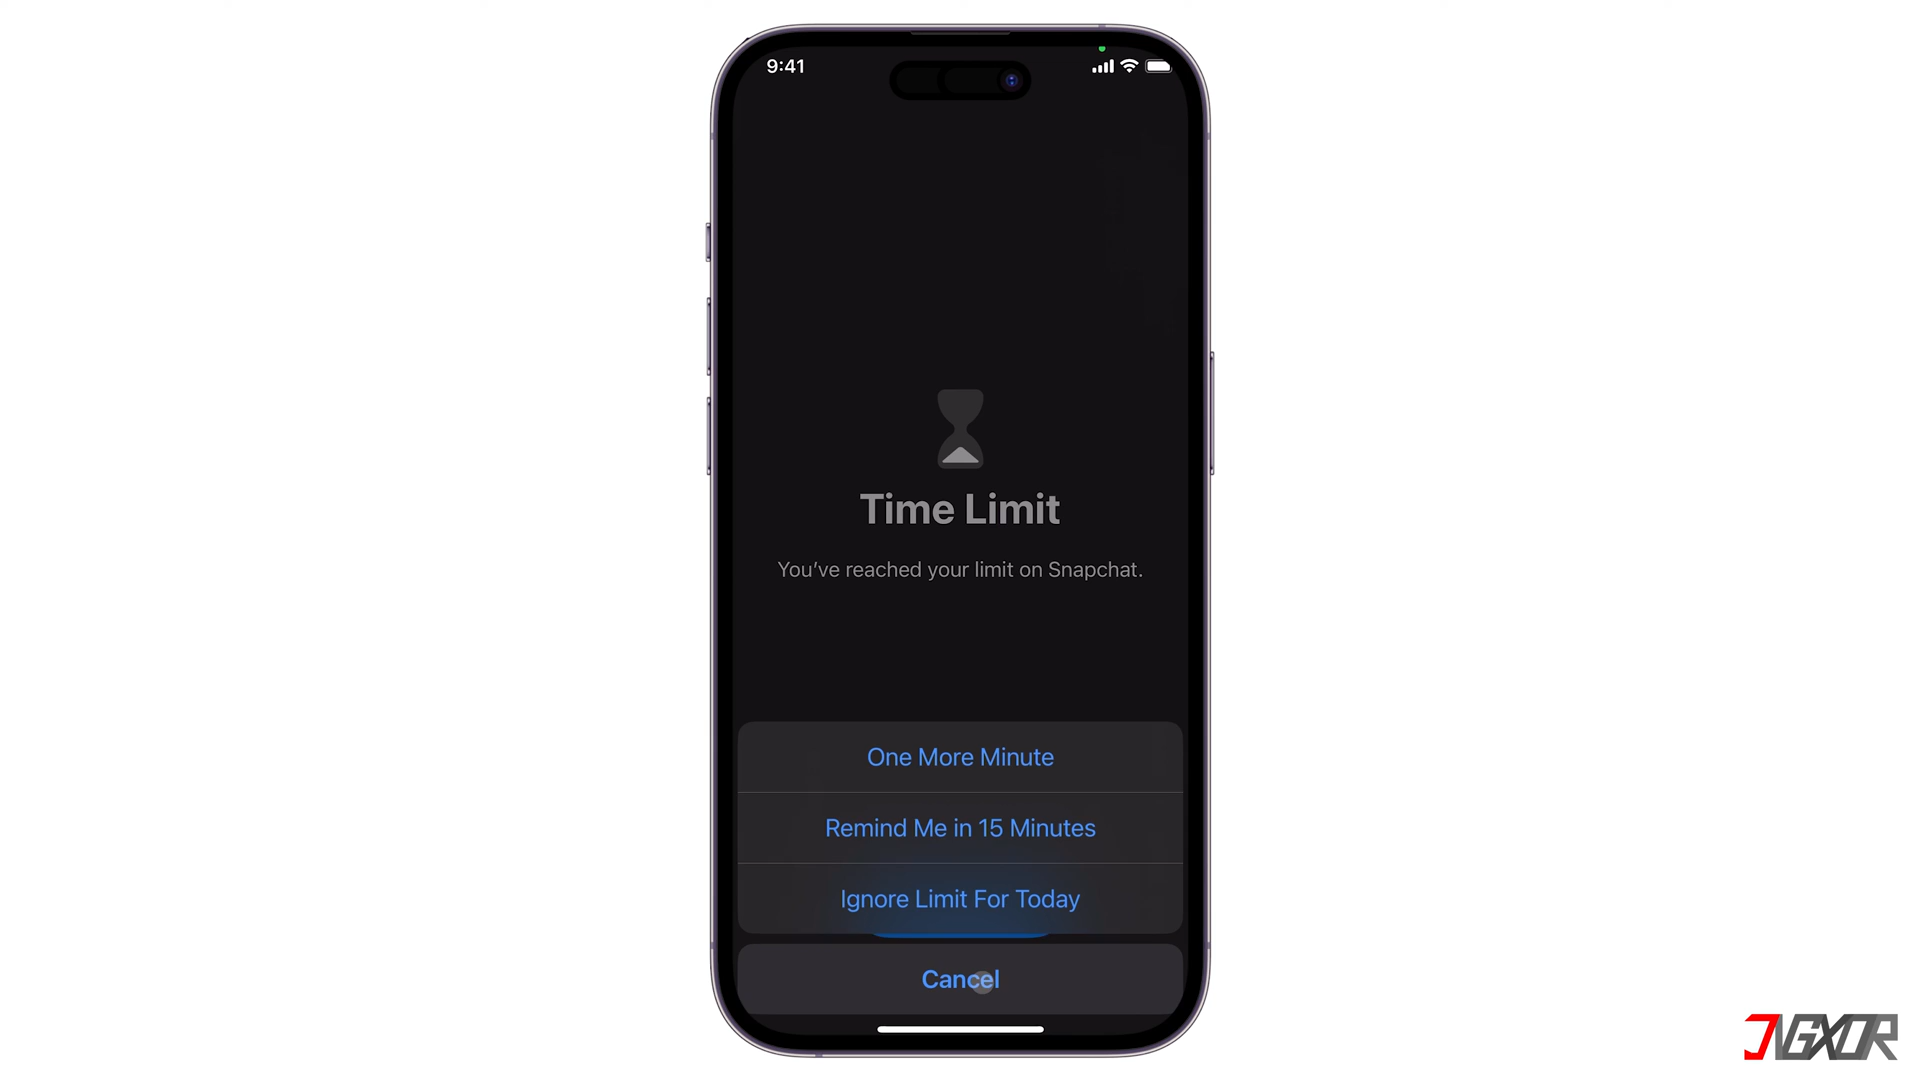 9:41
Time Limit
You've reached your limit on Snapchat.
One More Minute
Remind Me in 15 Minutes
Ignore Limit For Today
Cancel
JVGXOR